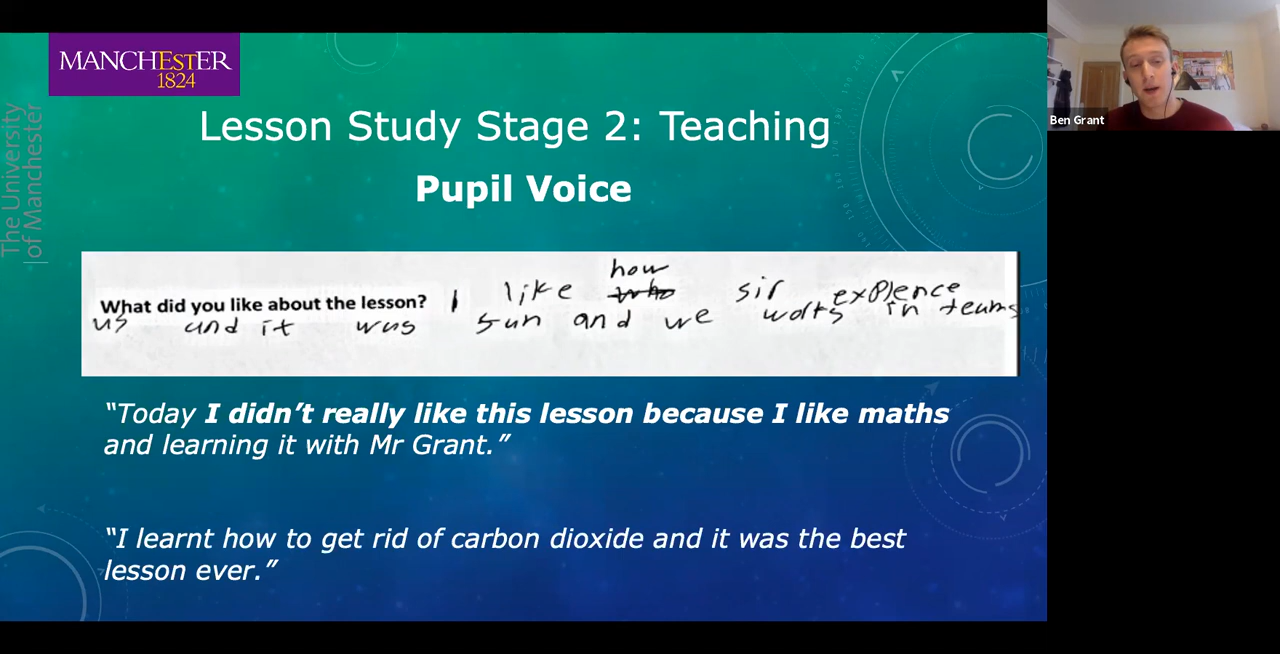 MANCHESTER
1824
The University
of Manchester
Lesson Study Stage 2: Teaching
Pupil Voice
how
What did you like about the lesson? I like who sir explence
us and it was sun and we works in teams
“Today I didn’t really like this lesson because I like maths
and learning it with Mr Grant.”
“I learnt how to get rid of carbon dioxide and it was the best
lesson ever.”
Ben Grant